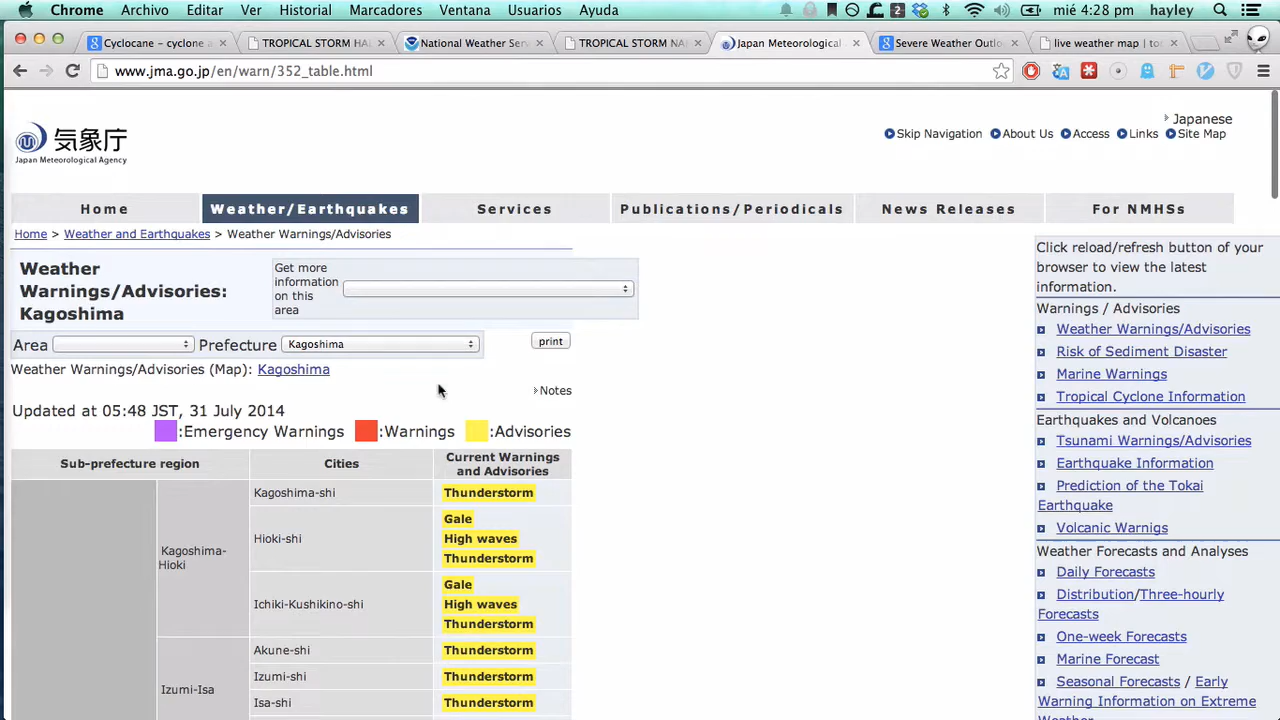 Chrome Archivo Editar Ver Historial Marcadores Ventana Usuarios Ayuda 2 mié 4:28 pm hayley
Cyclocane – cyclone a × TROPICAL STORM HAL × National Weather Serv × TROPICAL STORM NA × Japan Meteorological × Severe Weather Outlo × live weather map | to ×
www.jma.go.jp/en/warn/352_table.html
気象庁
Japan Meteorological Agency
Japanese
Skip Navigation About Us Access Links Site Map
Home Weather/Earthquakes Services Publications/Periodicals News Releases For NMHSs
Home > Weather and Earthquakes > Weather Warnings/Advisories
Weather
Warnings/Advisories:
Kagoshima
Get more
information
on this
area
Area Prefecture Kagoshima
print
Weather Warnings/Advisories (Map): Kagoshima
Notes
Updated at 05:48 JST, 31 July 2014
:Emergency Warnings :Warnings :Advisories
Sub-prefecture region Cities Current Warnings
and Advisories
Kagoshima-
Hioki
Kagoshima-shi Thunderstorm
Hioki-shi Gale
High waves
Thunderstorm
Ichiki-Kushikino-shi Gale
High waves
Thunderstorm
Izumi-Isa
Akune-shi Thunderstorm
Izumi-shi Thunderstorm
Isa-shi Thunderstorm
Click reload/refresh button of your
browser to view the latest
information.
Warnings / Advisories
Weather Warnings/Advisories
Risk of Sediment Disaster
Marine Warnings
Tropical Cyclone Information
Earthquakes and Volcanoes
Tsunami Warnings/Advisories
Earthquake Information
Prediction of the Tokai
Earthquake
Volcanic Warnigs
Weather Forecasts and Analyses
Daily Forecasts
Distribution/Three-hourly
Forecasts
One-week Forecasts
Marine Forecast
Seasonal Forecasts / Early
Warning Information on Extreme
Weather